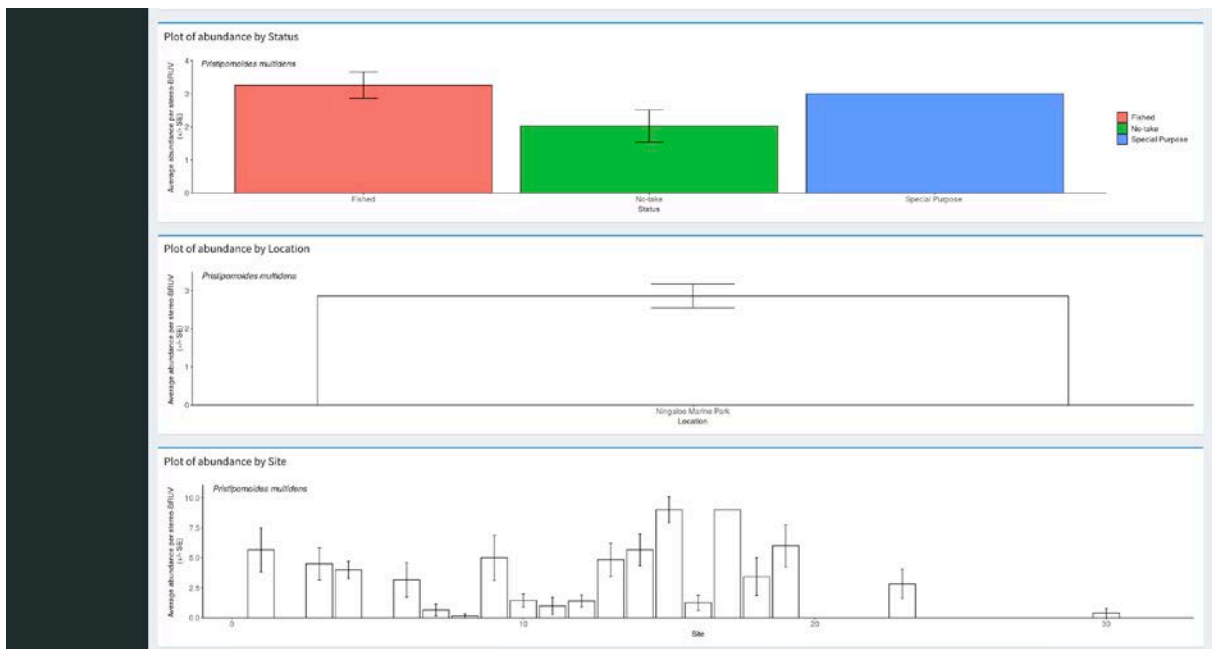 Plot of abundance by Status
Average abundance per stereo-BRUV
(+/- SE)
4
3
2
1
0
Pristipomoides multidens
Fished
No-take
Special Purpose
Status
Fished
No-take
Special Purpose
Plot of abundance by Location
Average abundance per stereo-BRUV
(+/- SE)
3
2
1
0
Pristipomoides multidens
Ningaloo Marine Park
Location
Plot of abundance by Site
Average abundance per stereo-BRUV
(+/- SE)
10.0
7.5
5.0
2.5
0.0
Pristipomoides multidens
0
10
20
30
Site